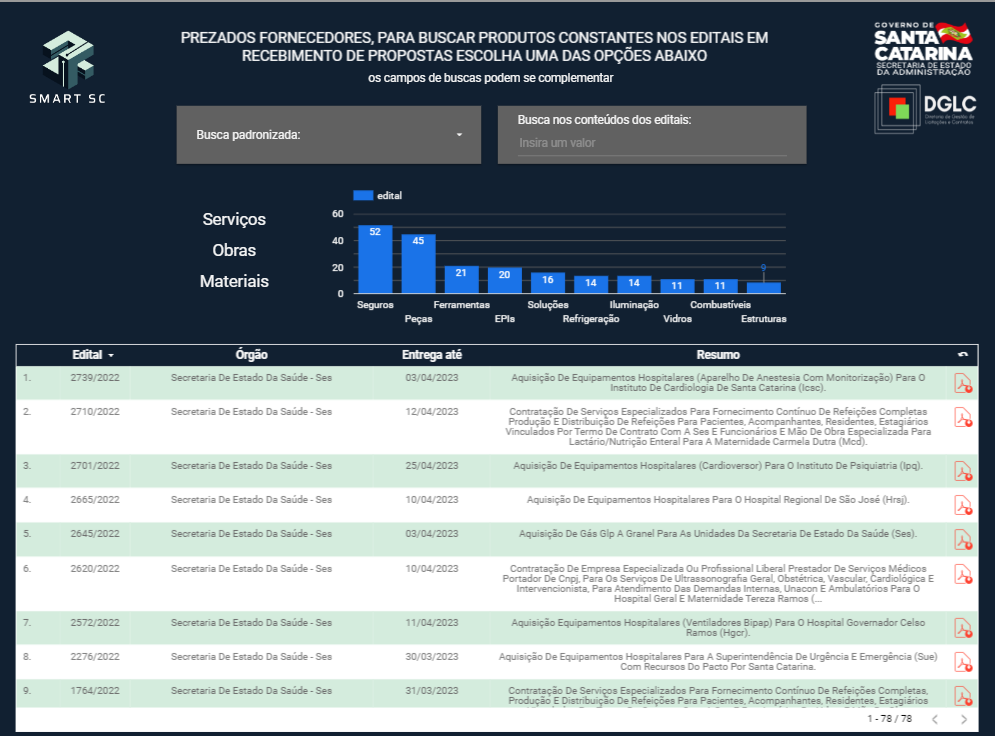 SMART SC
PREZADOS FORNECEDORES, PARA BUSCAR PRODUTOS CONSTANTES NOS EDITAIS EM
RECEBIMENTO DE PROPOSTAS ESCOLHA UMA DAS OPÇÕES ABAIXO
os campos de buscas podem se complementar
GOVERNO DE
SANTA
CATARINA
SECRETARIA DE ESTADO
DA ADMINISTRAÇÃO
DGLC
Diretoria de Gestão de
Licitações e Contratos
Busca padronizada:
Busca nos conteúdos dos editais:
Insira um valor
Serviços
Obras
Materiais
edital
60
40
20
0
52
45
21
20
16
14
14
11
11
9
Seguros
Peças
Ferramentas
EPIs
Soluções
Refrigeração
Iluminação
Vidros
Combustíveis
Estruturas
Edital Órgão Entrega até Resumo
1. 2739/2022 Secretaria De Estado Da Saúde - Ses 03/04/2023 Aquisição De Equipamentos Hospitalares (Aparelho De Anestesia Com Monitorização) Para O
Instituto De Cardiologia De Santa Catarina (Icsc).
2. 2710/2022 Secretaria De Estado Da Saúde - Ses 12/04/2023 Contratação De Serviços Especializados Para Fornecimento Contínuo De Refeições Completas
Produção E Distribuição De Refeições Para Pacientes, Acompanhantes, Residentes, Estagiários
Vinculados Por Termo De Contrato Com A Ses E Funcionários E Mão De Obra Especializada Para
Lactário/Nutrição Enteral Para A Maternidade Carmela Dutra (Mcd).
3. 2701/2022 Secretaria De Estado Da Saúde - Ses 25/04/2023 Aquisição De Equipamentos Hospitalares (Cardioversor) Para O Instituto De Psiquiatria (Ipq).
4. 2665/2022 Secretaria De Estado Da Saúde - Ses 10/04/2023 Aquisição De Equipamentos Hospitalares Para O Hospital Regional De São José (Hrsj).
5. 2645/2022 Secretaria De Estado Da Saúde - Ses 03/04/2023 Aquisição De Gás Glp A Granel Para As Unidades Da Secretaria De Estado Da Saúde (Ses).
6. 2620/2022 Secretaria De Estado Da Saúde - Ses 10/04/2023 Contratação De Empresa Especializada Ou Profissional Liberal Prestador De Serviços Médicos
Portador De Cnpj, Para Os Serviços De Ultrassonografia Geral, Obstétrica, Vascular, Cardiológica E
Intervencionista, Para Atendimento Das Demandas Internas, Unacon E Ambulatórios Para O
Hospital Geral E Maternidade Tereza Ramos (...
7. 2572/2022 Secretaria De Estado Da Saúde - Ses 11/04/2023 Aquisição Equipamentos Hospitalares (Ventiladores Bipap) Para O Hospital Governador Celso
Ramos (Hgcr).
8. 2276/2022 Secretaria De Estado Da Saúde - Ses 30/03/2023 Aquisição De Equipamentos Hospitalares Para A Superintendência De Urgência E Emergência (Sue)
Com Recursos Do Pacto Por Santa Catarina.
9. 1764/2022 Secretaria De Estado Da Saúde - Ses 31/03/2023 Contratação De Serviços Especializados Para Fornecimento Contínuo De Refeições Completas,
Produção E Distribuição De Refeições Para Pacientes, Acompanhantes, Residentes, Estagiários
1 - 78 / 78